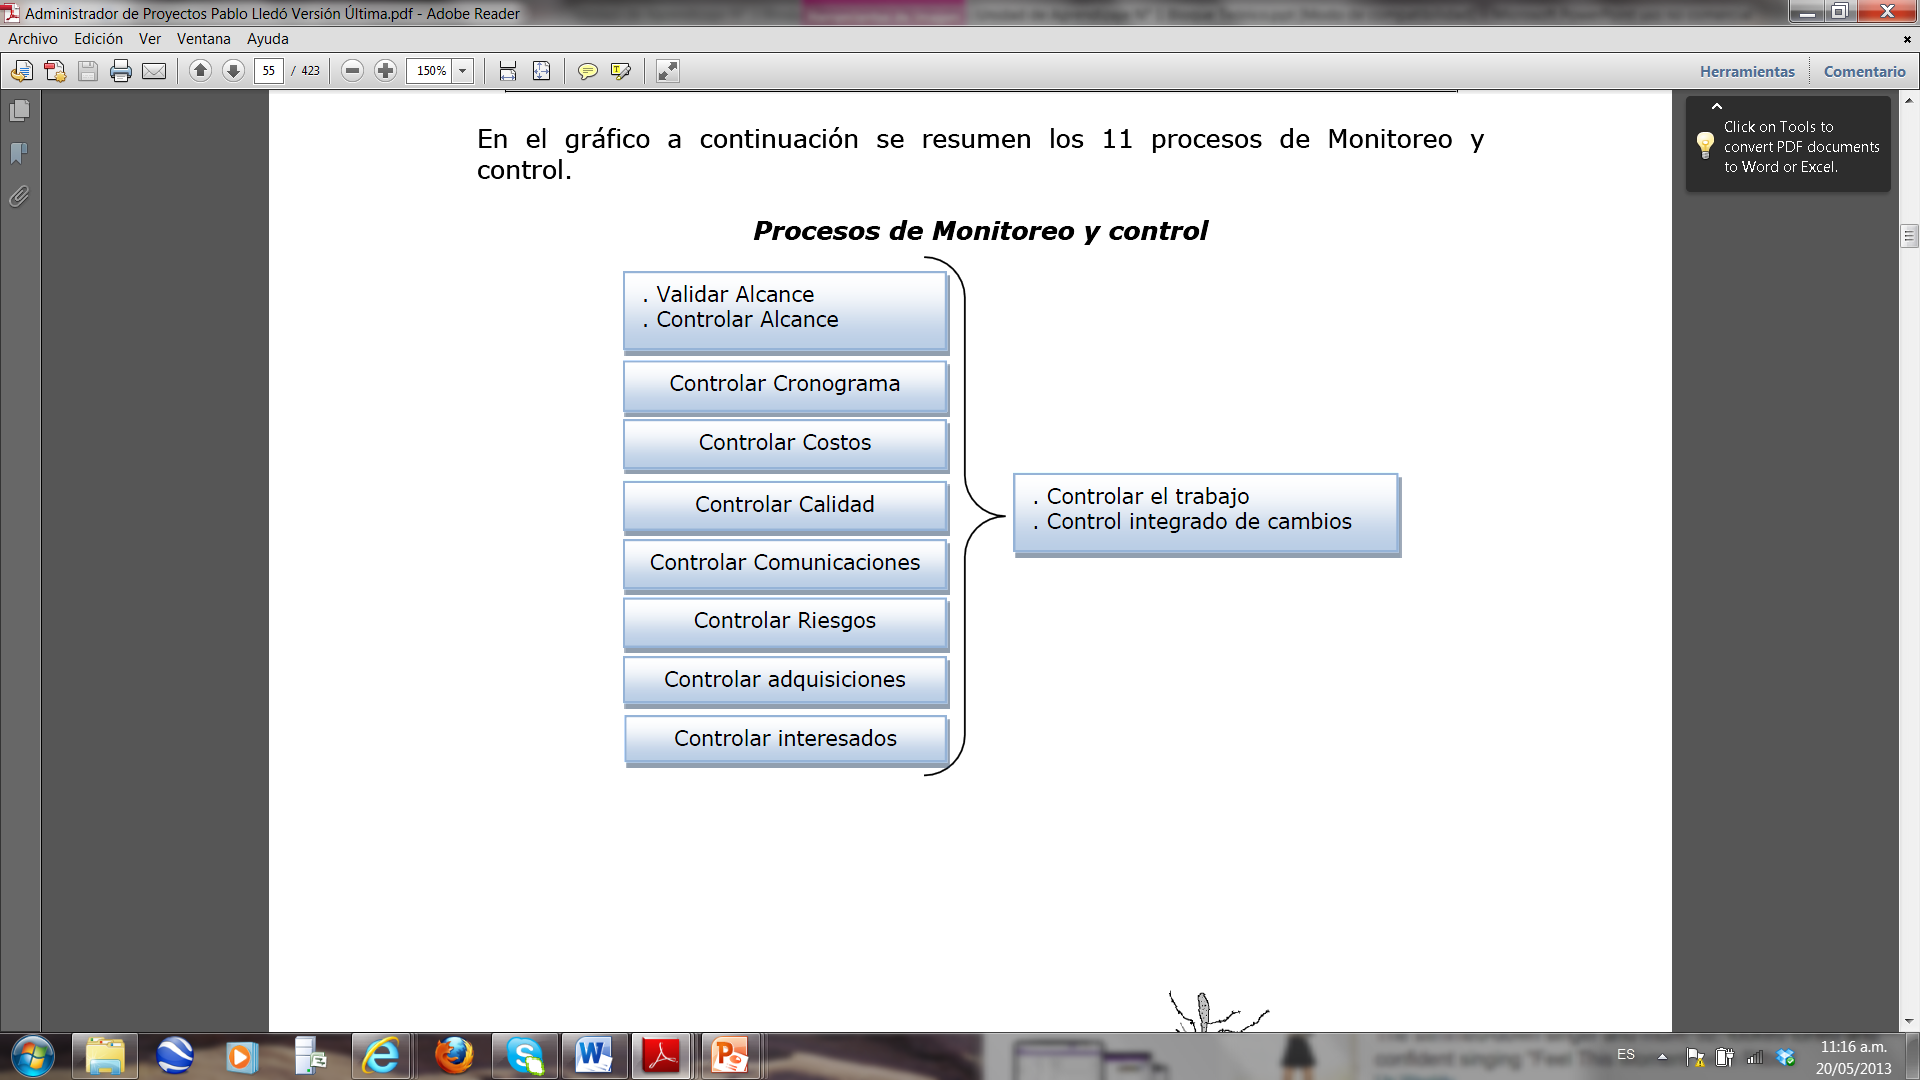 Administrador de Proyectos Pablo Lledó Versión Última.pdf - Adobe Reader
Archivo Edición Ver Ventana Ayuda
55 / 423 150% Herramientas Comentario
Click on Tools to
convert PDF documents
to Word or Excel.
En el gráfico a continuación se resumen los 11 procesos de Monitoreo y
control.
Procesos de Monitoreo y control
. Validar Alcance
. Controlar Alcance
Controlar Cronograma
Controlar Costos
Controlar Calidad
Controlar Comunicaciones
Controlar Riesgos
Controlar adquisiciones
Controlar interesados
. Controlar el trabajo
. Control integrado de cambios
ES
11:16 a.m.
20/05/2013